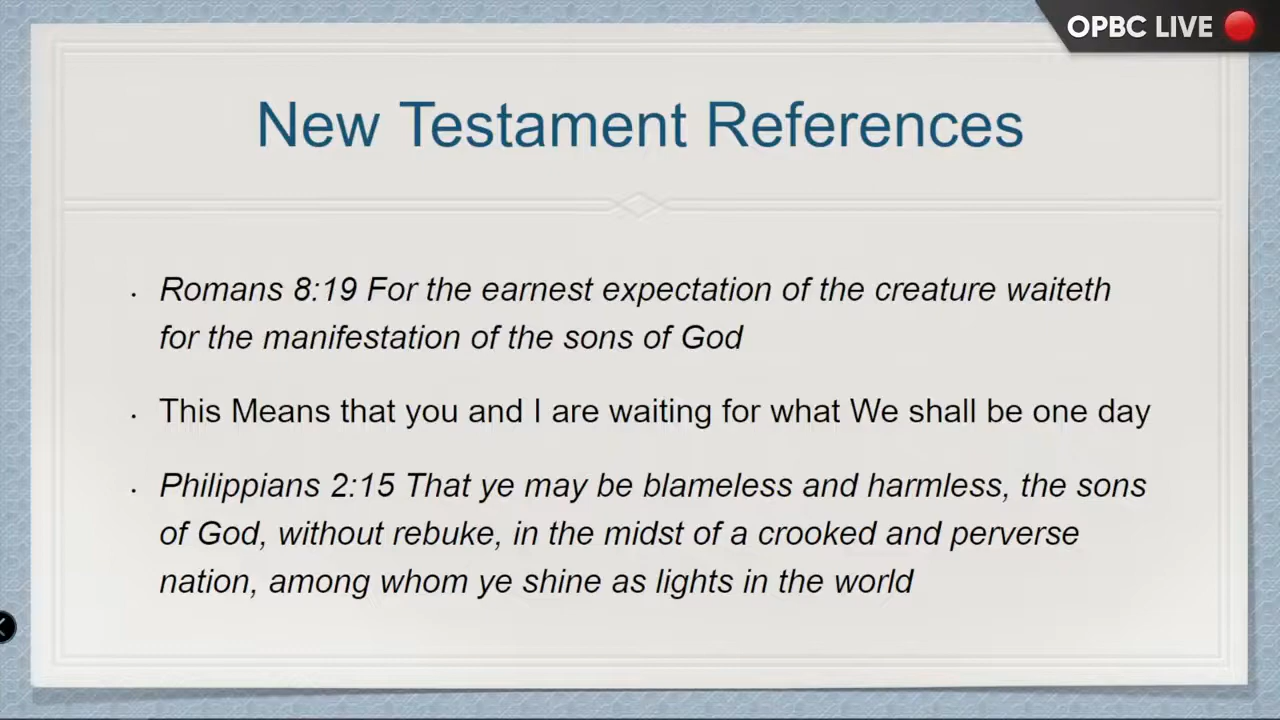 OPBC LIVE
New Testament References
• Romans 8:19 For the earnest expectation of the creature waiteth
for the manifestation of the sons of God
• This Means that you and I are waiting for what We shall be one day
• Philippians 2:15 That ye may be blameless and harmless, the sons
of God, without rebuke, in the midst of a crooked and perverse
nation, among whom ye shine as lights in the world